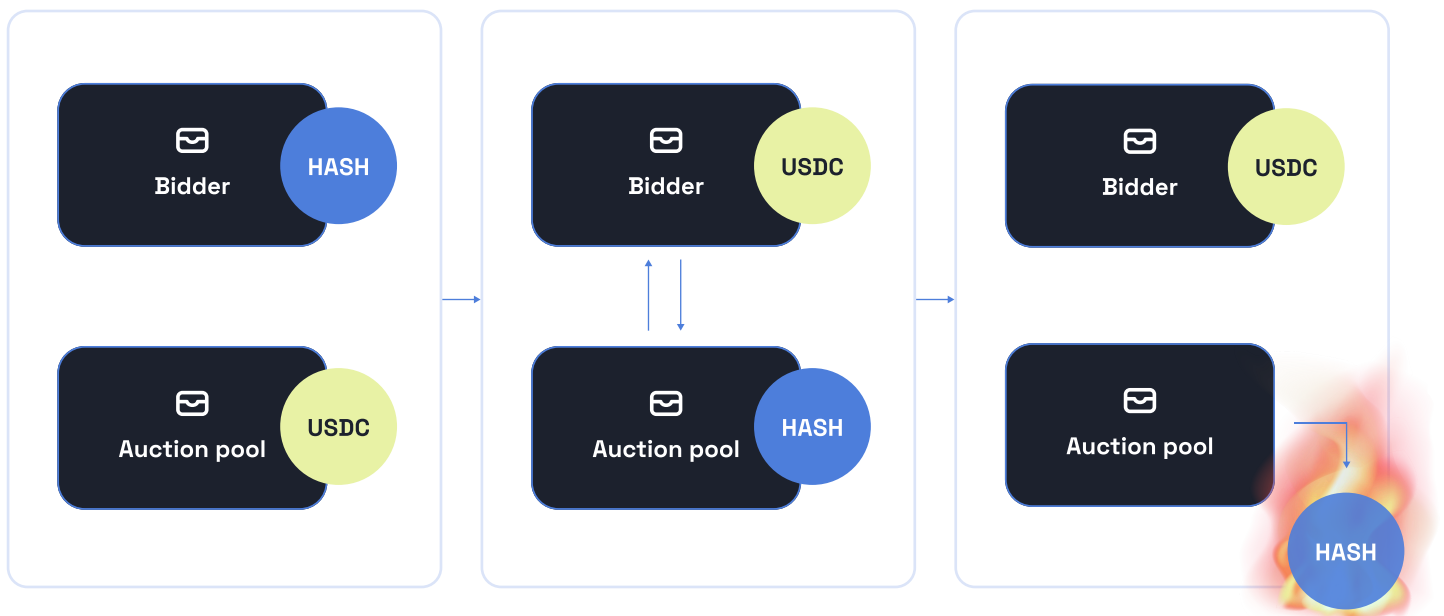 Bidder
HASH
Auction pool
USDC
Bidder
USDC
Auction pool
HASH
Bidder
USDC
Auction pool
HASH